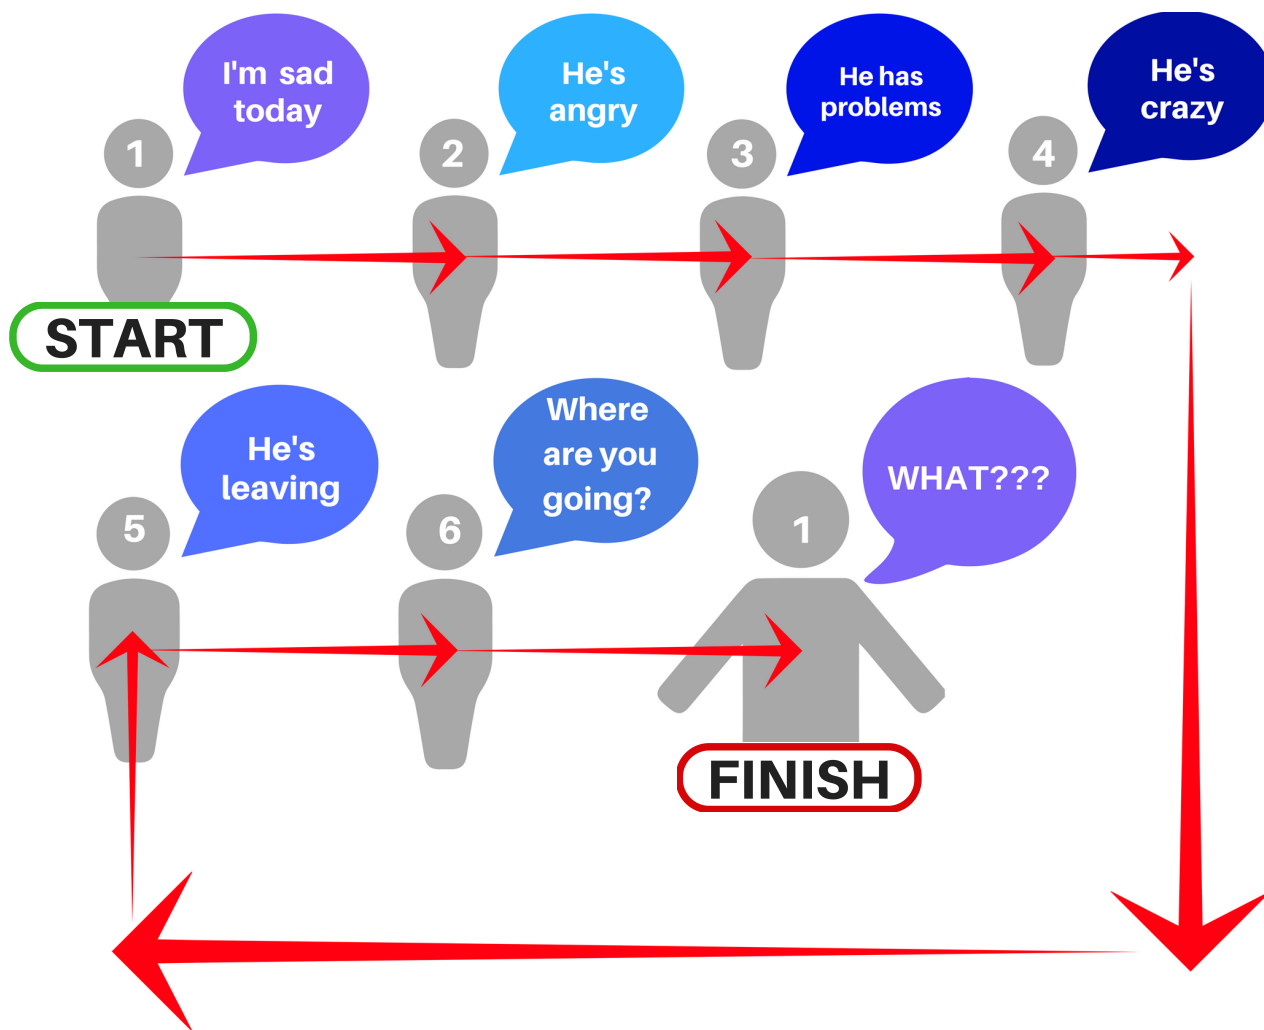 I'm sad
today
He's
angry
He has
problems
He's
crazy
1
2
3
4
START
He's
leaving
Where
are you
going?
WHAT???
5
6
1
FINISH